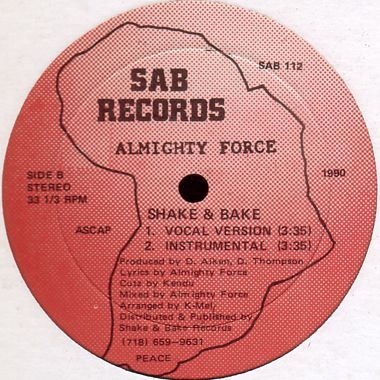 SAB
RECORDS
SAB 112
ALMIGHTY FORCE
SIDE B
STEREO
33 1/3 RPM
1990
ASCAP
SHAKE & BAKE
1. VOCAL VERSION (3:35)
2. INSTRUMENTAL (3:35)
Produced by D. Aiken, D. Thompson
Lyrics by Almighty Force
Cutz by Kendu
Mixed by Almighty Force
Arranged by K-Mel
Distributed & Published by
Shake & Bake Records
(718) 659-9631
PEACE